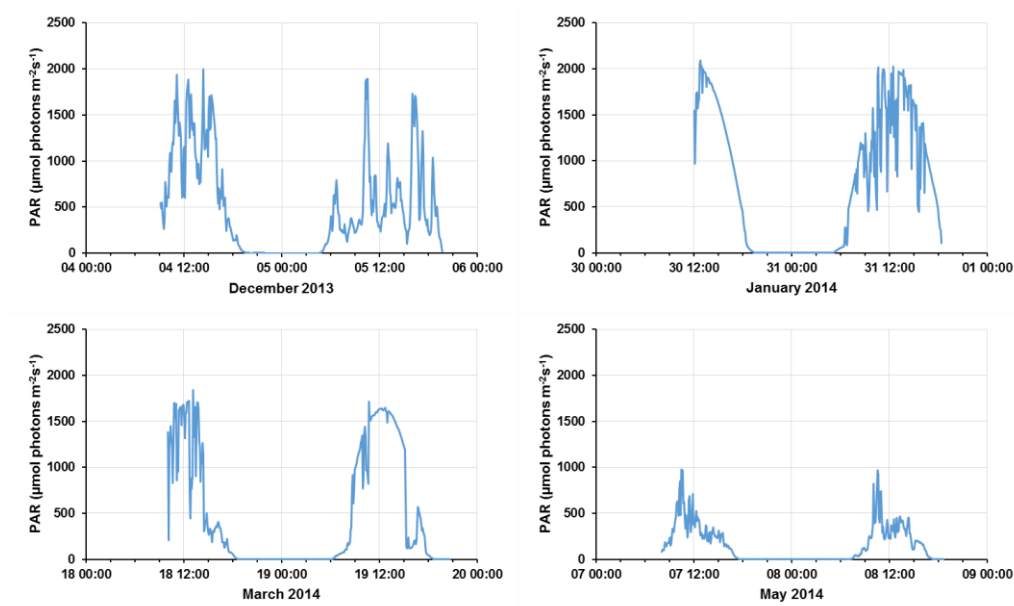 2500
2000
1500
1000
500
0
PAR (µmol photons m⁻²s⁻¹)
04 00:00 04 12:00 05 00:00 05 12:00 06 00:00
December 2013
2500
2000
1500
1000
500
0
PAR (µmol photons m⁻²s⁻¹)
30 00:00 30 12:00 31 00:00 31 12:00 01 00:00
January 2014
2500
2000
1500
1000
500
0
PAR (µmol photons m⁻²s⁻¹)
18 00:00 18 12:00 19 00:00 19 12:00 20 00:00
March 2014
2500
2000
1500
1000
500
0
PAR (µmol photons m⁻²s⁻¹)
07 00:00 07 12:00 08 00:00 08 12:00 09 00:00
May 2014